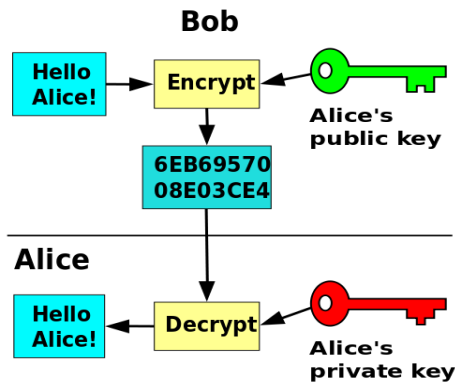 Bob
Hello
Alice!
Encrypt
Alice's
public key
6EB69570
08E03CE4
Alice
Hello
Alice!
Decrypt
Alice's
private key